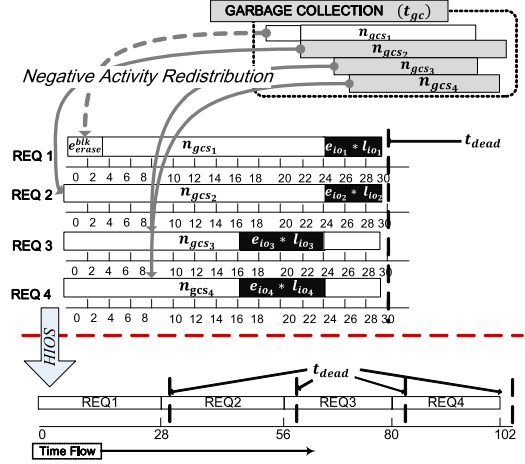 GARBAGE COLLECTION (t_gc)
n_gcs1
n_gcs2
n_gcs3
n_gcs4
Negative Activity Redistribution
t_dead
REQ 1 e^blk_erase n_gcs1 e_io1 * l_io1
0 2 4 6 8 10 12 14 16 18 20 22 24 26 28 30
REQ 2 n_gcs2 e_io2 * l_io2
0 2 4 6 8 10 12 14 16 18 20 22 24 26 28 30
REQ 3 n_gcs3 e_io3 * l_io3
0 2 4 6 8 10 12 14 16 18 20 22 24 26 28 30
REQ 4 n_gcs4 e_io4 * l_io4
0 2 4 6 8 10 12 14 16 18 20 22 24 26 28 30
HIOS
t_dead
REQ1 REQ2 REQ3 REQ4
0 28 56 80 102
Time Flow